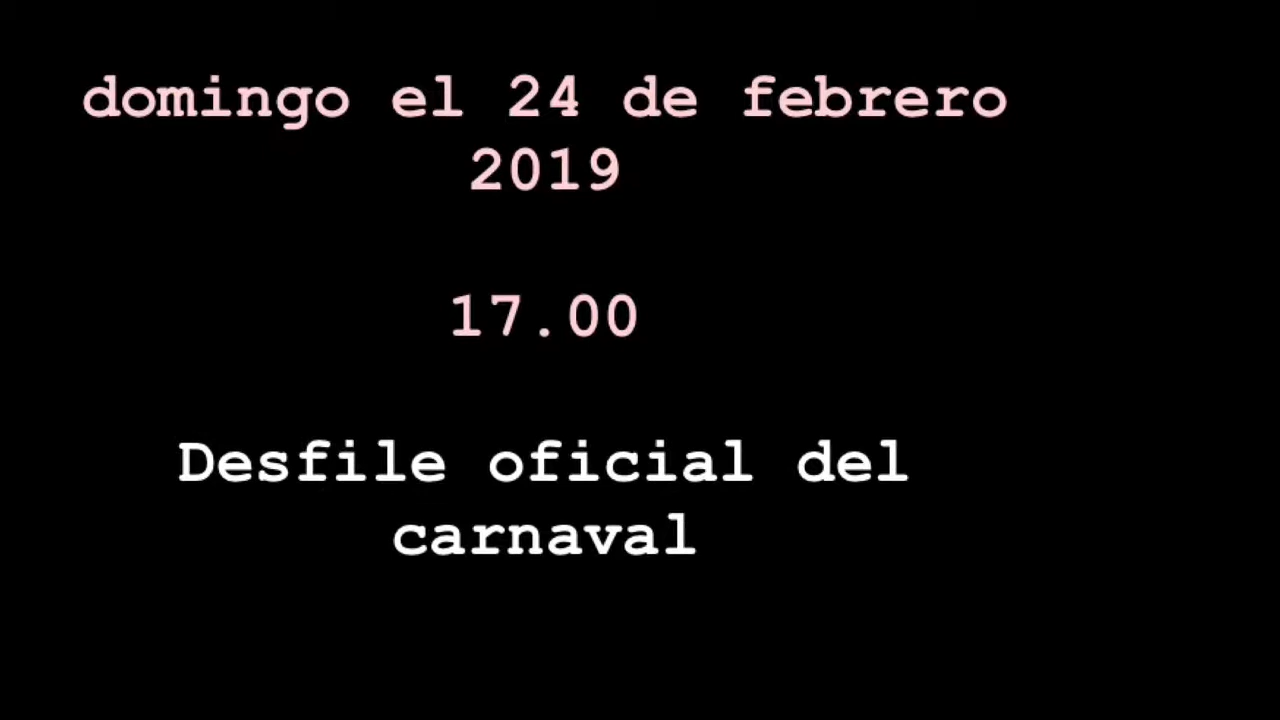 domingo el 24 de febrero
2019
17.00
Desfile oficial del
carnaval